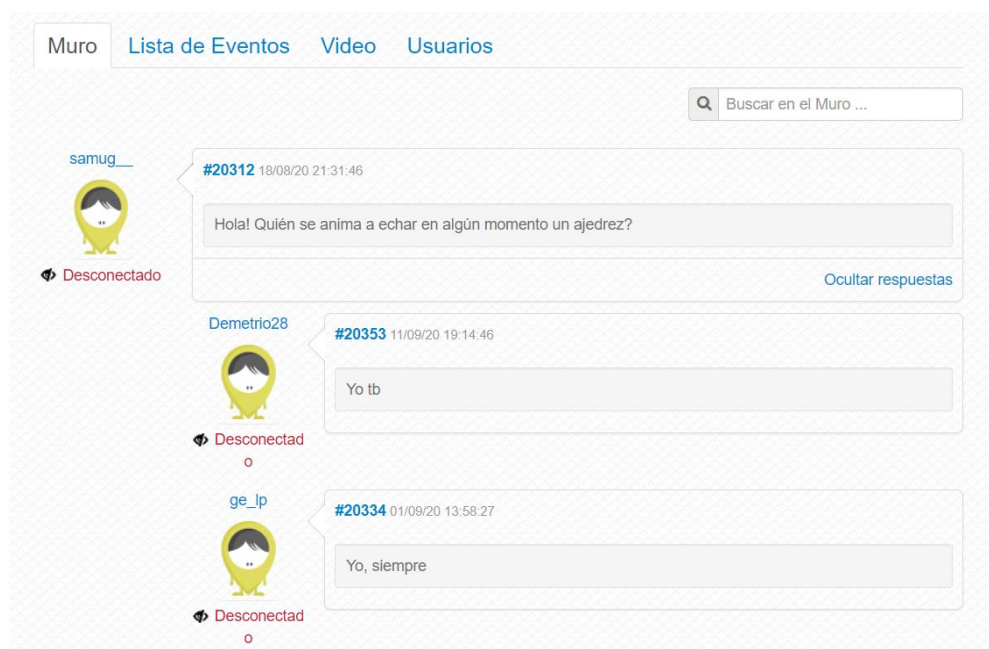 Muro Lista de Eventos Video Usuarios
Buscar en el Muro ...
samug__
#20312 18/08/20 21:31:46
Hola! Quién se anima a echar en algún momento un ajedrez?
Desconectado
Ocultar respuestas
Demetrio28
#20353 11/09/20 19:14:46
Yo tb
Desconectad
o
ge_lp
#20334 01/09/20 13:58:27
Yo, siempre
Desconectad
o